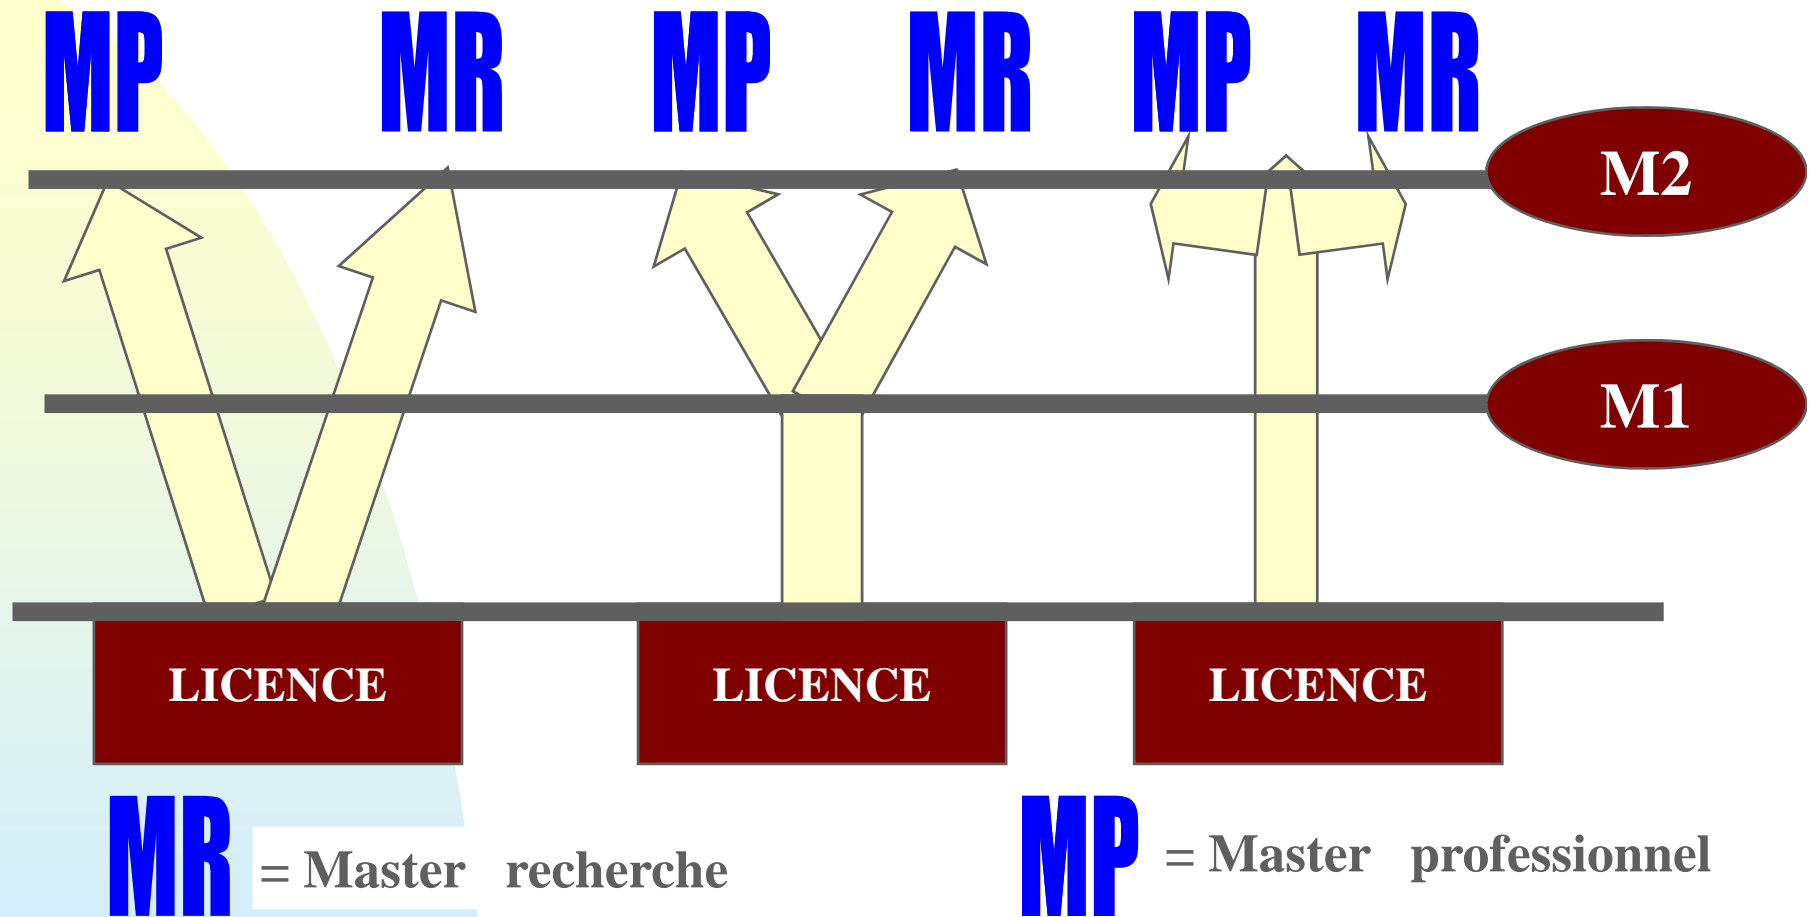 MP MR MP MR MP MR
M2
M1
LICENCE LICENCE LICENCE
MR = Master recherche
MP = Master professionnel